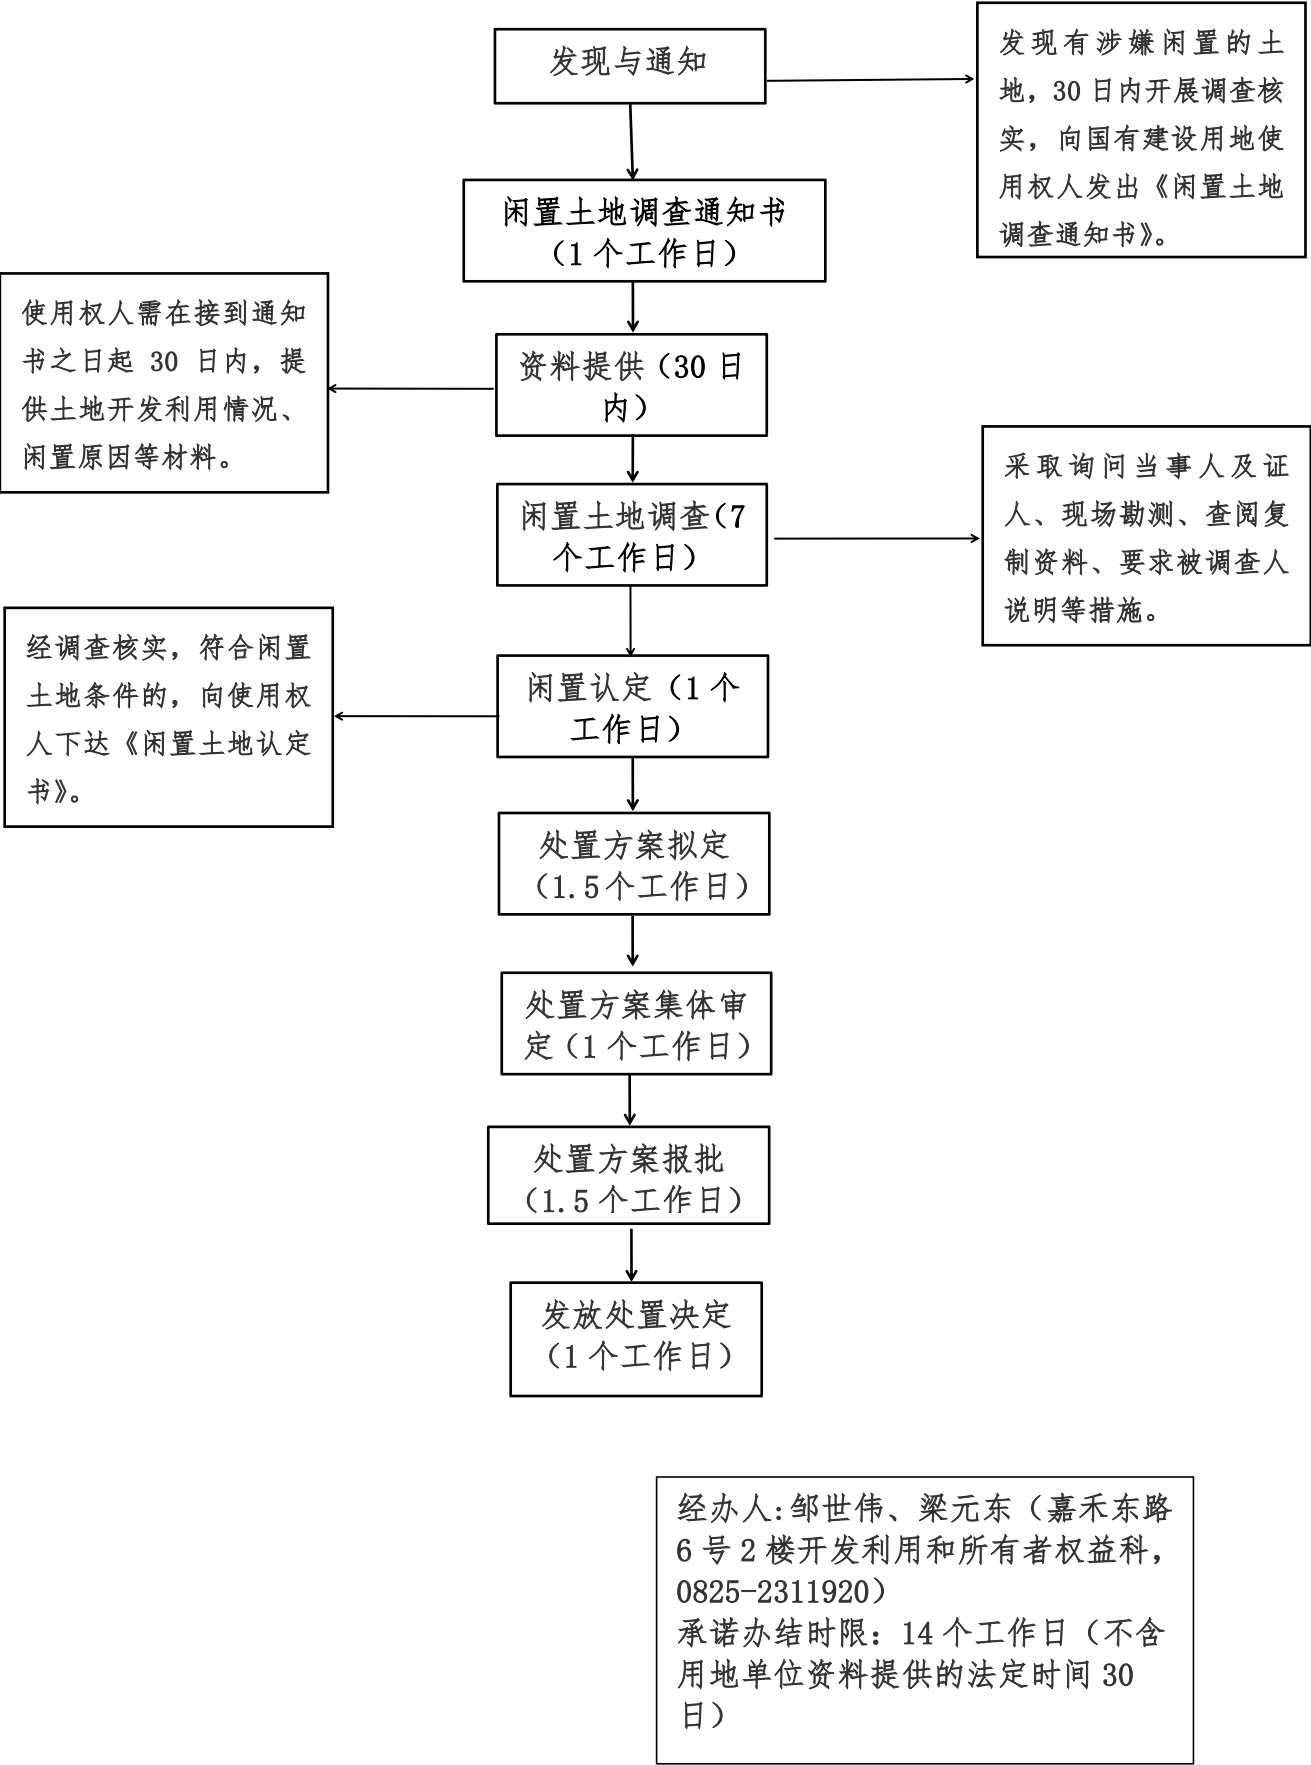 发现与通知
发现有涉嫌闲置的土
地，30日内开展调查核
实，向国有建设用地使
用权人发出《闲置土地
调查通知书》。
闲置土地调查通知书
（1个工作日）
使用权人需在接到通知
书之日起 30 日内，提
供土地开发利用情况、
闲置原因等材料。
资料提供（30日
内）
采取询问当事人及证
人、现场勘测、查阅复
制资料、要求被调查人
说明等措施。
闲置土地调查（7
个工作日）
经调查核实，符合闲置
土地条件的，向使用权
人下达《闲置土地认定
书》。
闲置认定（1个
工作日）
处置方案拟定
（1.5个工作日）
处置方案集体审
定（1个工作日）
处置方案报批
（1.5个工作日）
发放处置决定
（1个工作日）
经办人:邹世伟、梁元东（嘉禾东路
6号2楼开发利用和所有者权益科，
0825-2311920）
承诺办结时限：14个工作日（不含
用地单位资料提供的法定时间30
日）